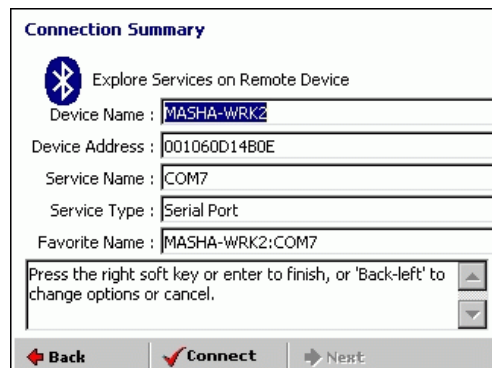 Connection Summary
Explore Services on Remote Device
Device Name : MASHA-WRK2
Device Address : 001060D14B0E
Service Name : COM7
Service Type : Serial Port
Favorite Name : MASHA-WRK2:COM7
Press the right soft key or enter to finish, or 'Back-left' to
change options or cancel.
Back Connect Next